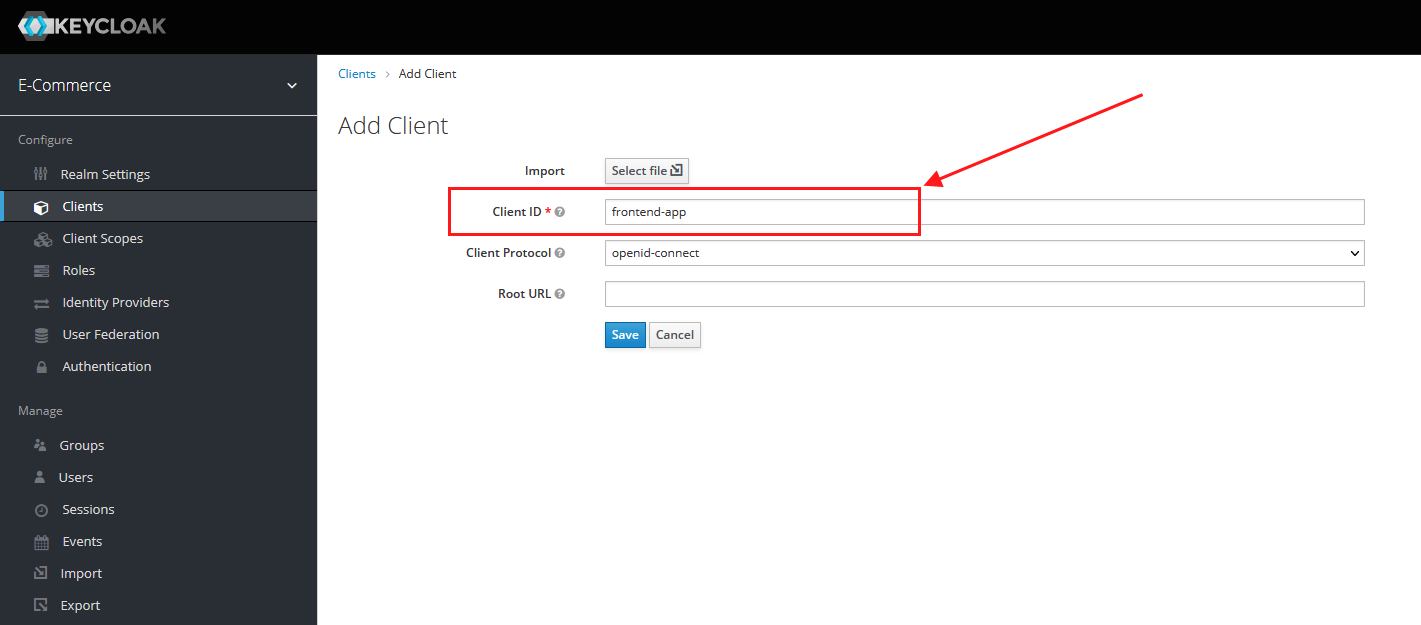 KEYCLOAK
E-Commerce
Configure
Realm Settings
Clients
Client Scopes
Roles
Identity Providers
User Federation
Authentication
Manage
Groups
Users
Sessions
Events
Import
Export
Clients › Add Client
Add Client
Import Select file
Client ID * frontend-app
Client Protocol openid-connect
Root URL
Save Cancel